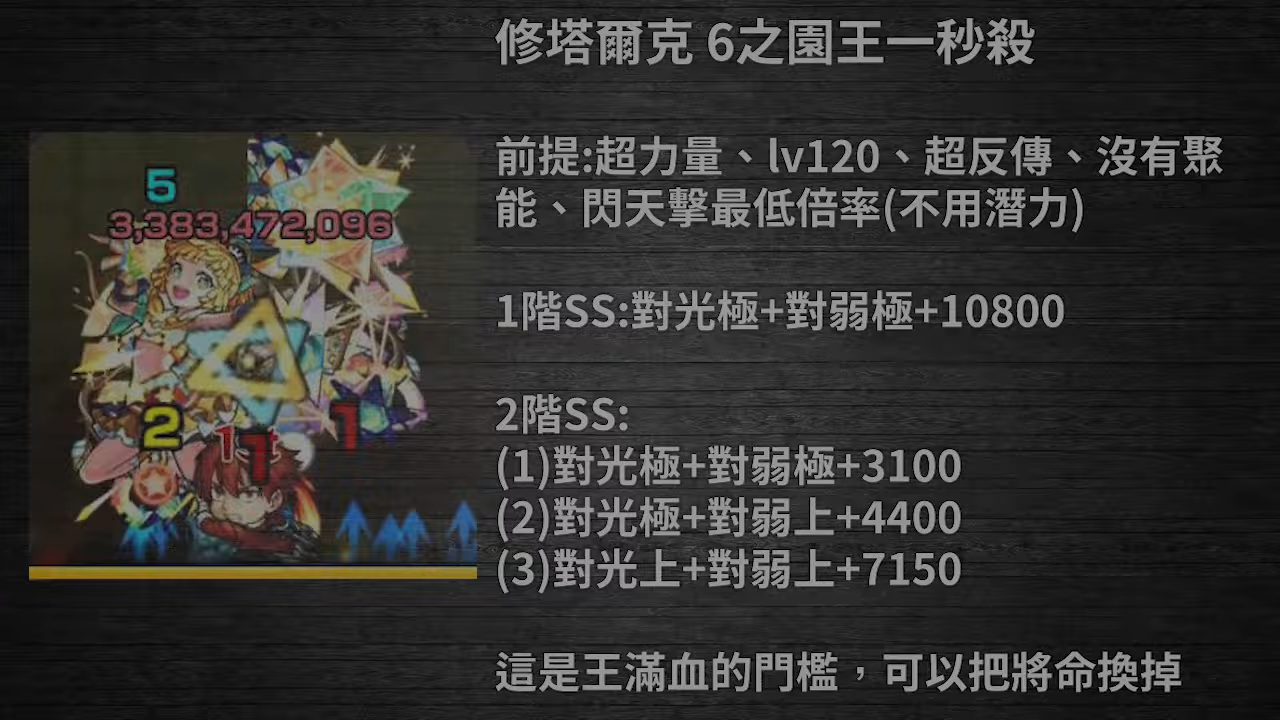 修塔爾克 6之園王一秒殺
前提:超力量、lv120、超反傳、沒有聚
能、閃天擊最低倍率(不用潛力)
5
3,383,472,096
1階SS:對光極+對弱極+10800
2階SS:
2
1
1
1
(1)對光極+對弱極+3100
(2)對光極+對弱上+4400
(3)對光上+對弱上+7150
這是王滿血的門檻，可以把將命換掉